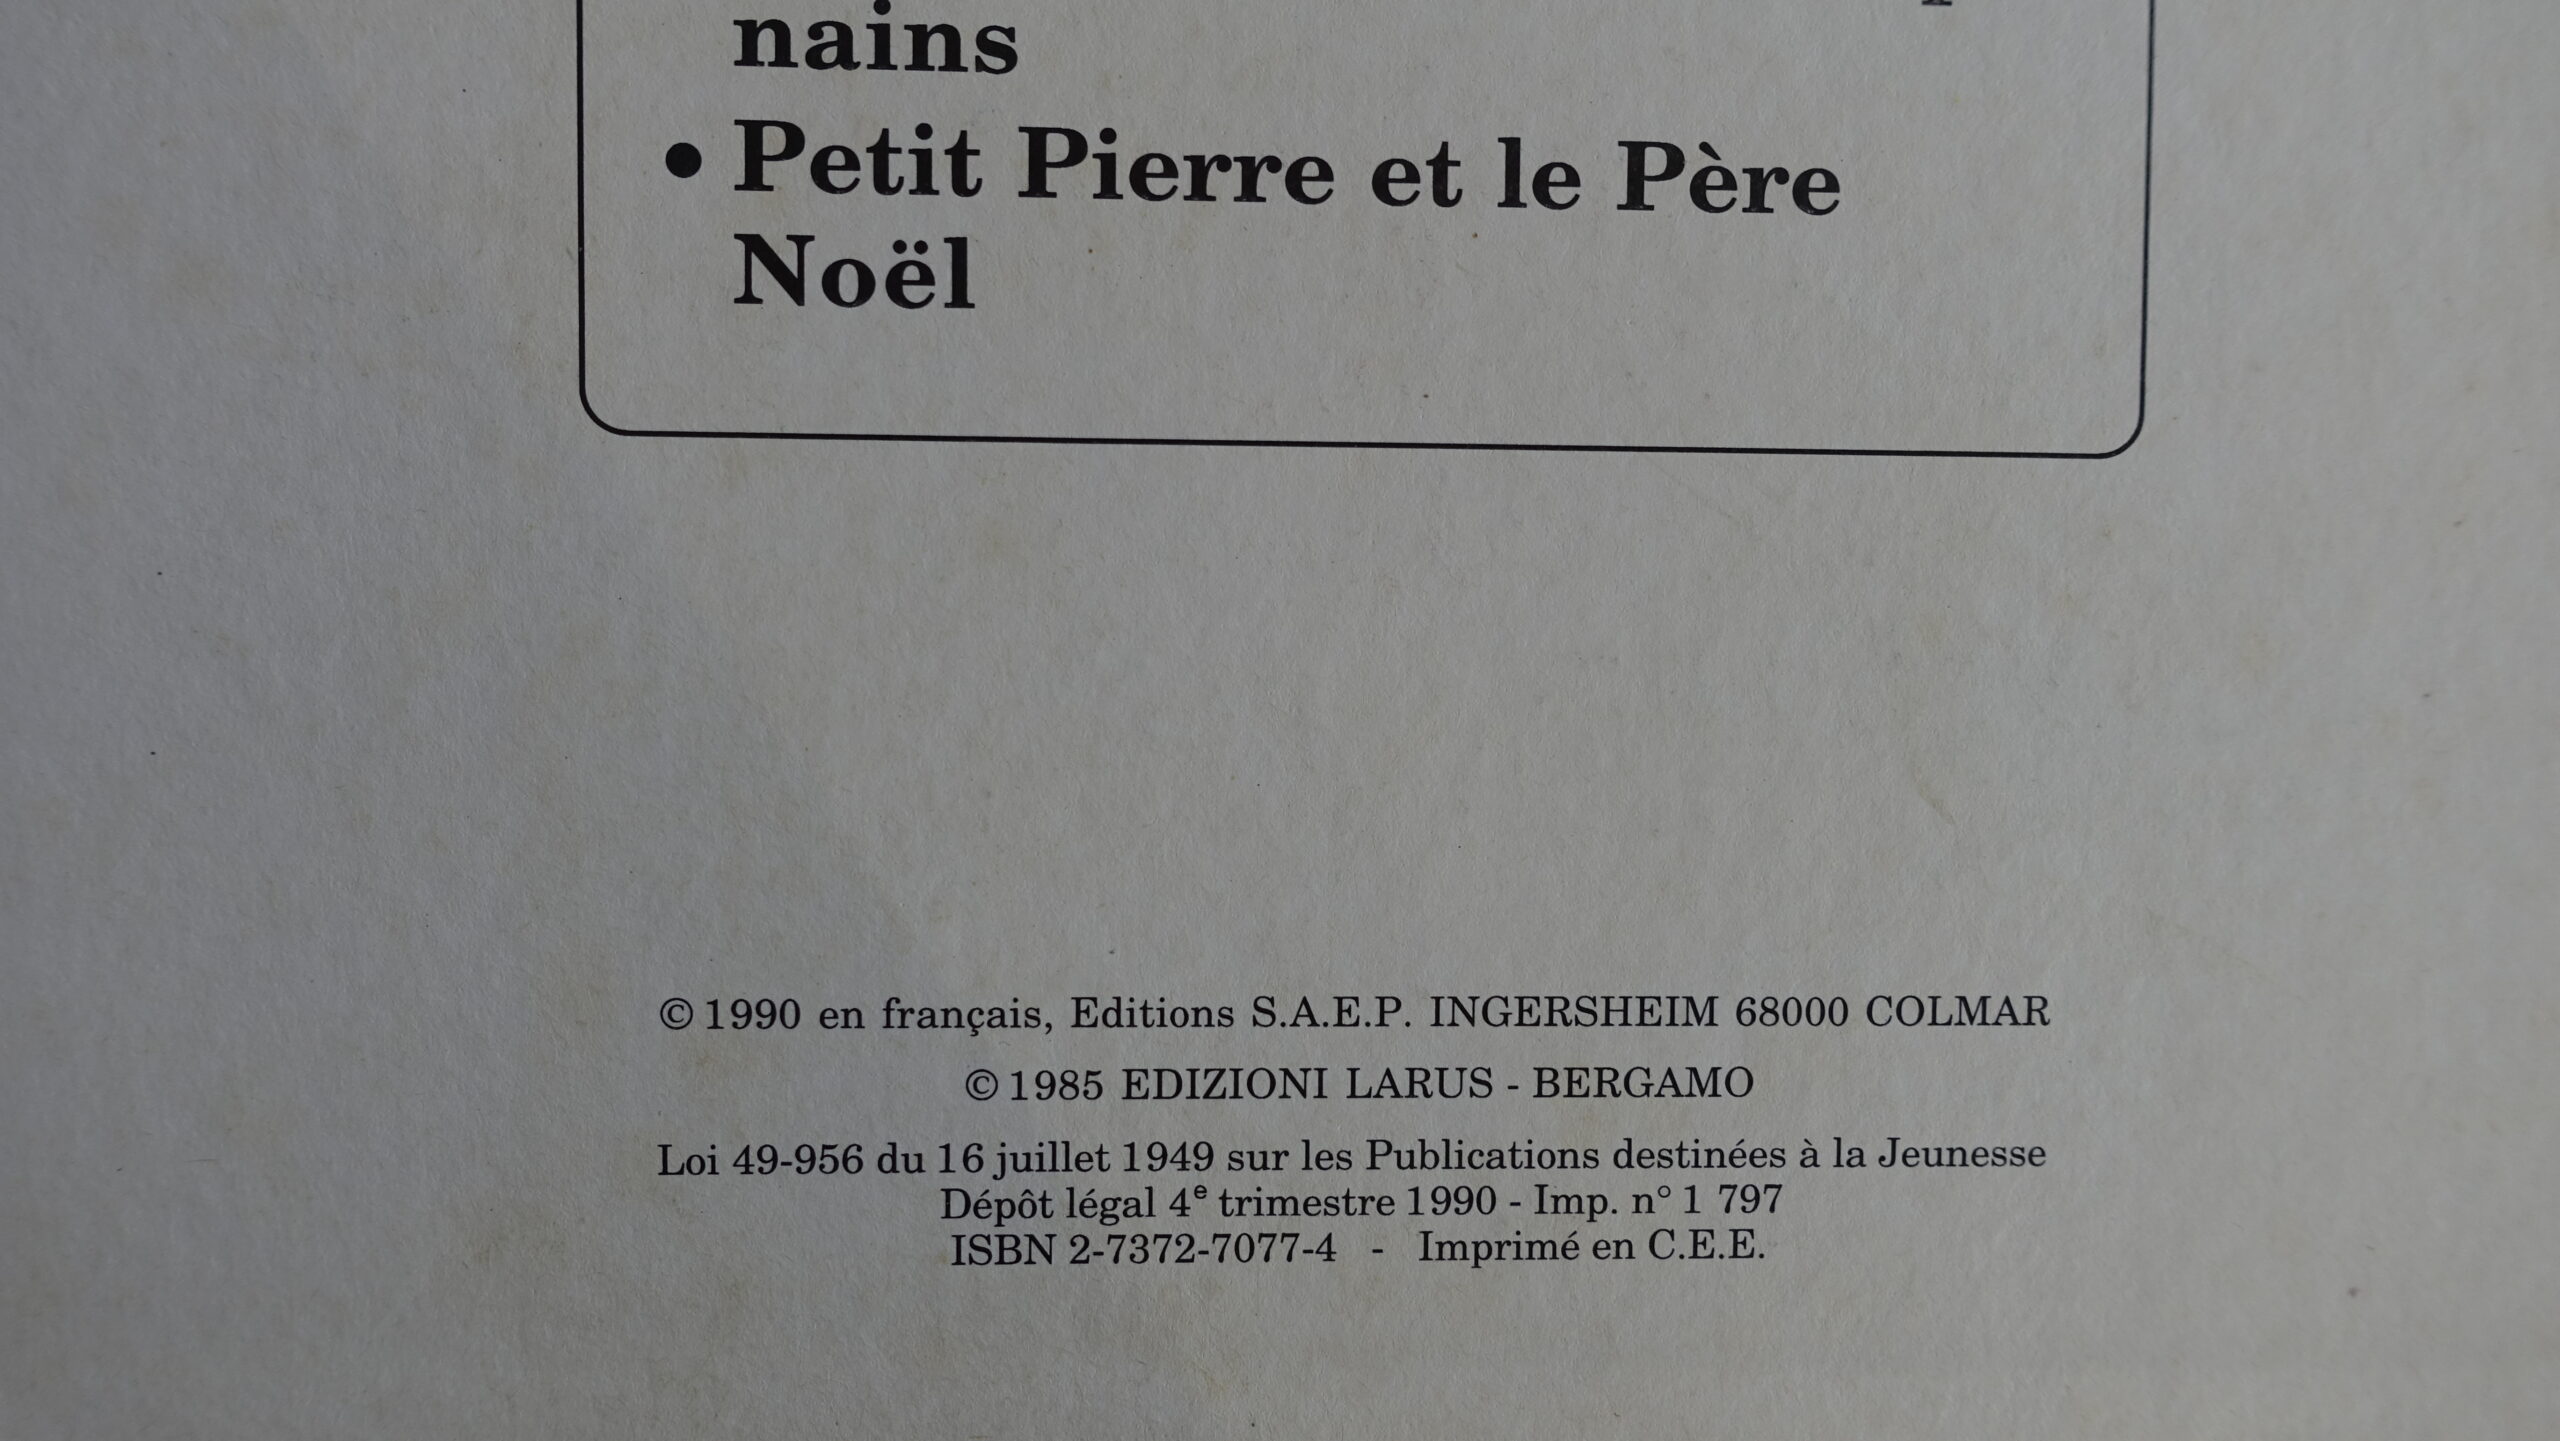 nains
• Petit Pierre et le Père
Noël
© 1990 en français, Editions S.A.E.P. INGERSHEIM 68000 COLMAR
© 1985 EDIZIONI LARUS - BERGAMO
Loi 49-956 du 16 juillet 1949 sur les Publications destinées à la Jeunesse
Dépôt légal 4e trimestre 1990 - Imp. n° 1 797
ISBN 2-7372-7077-4 - Imprimé en C.E.E.